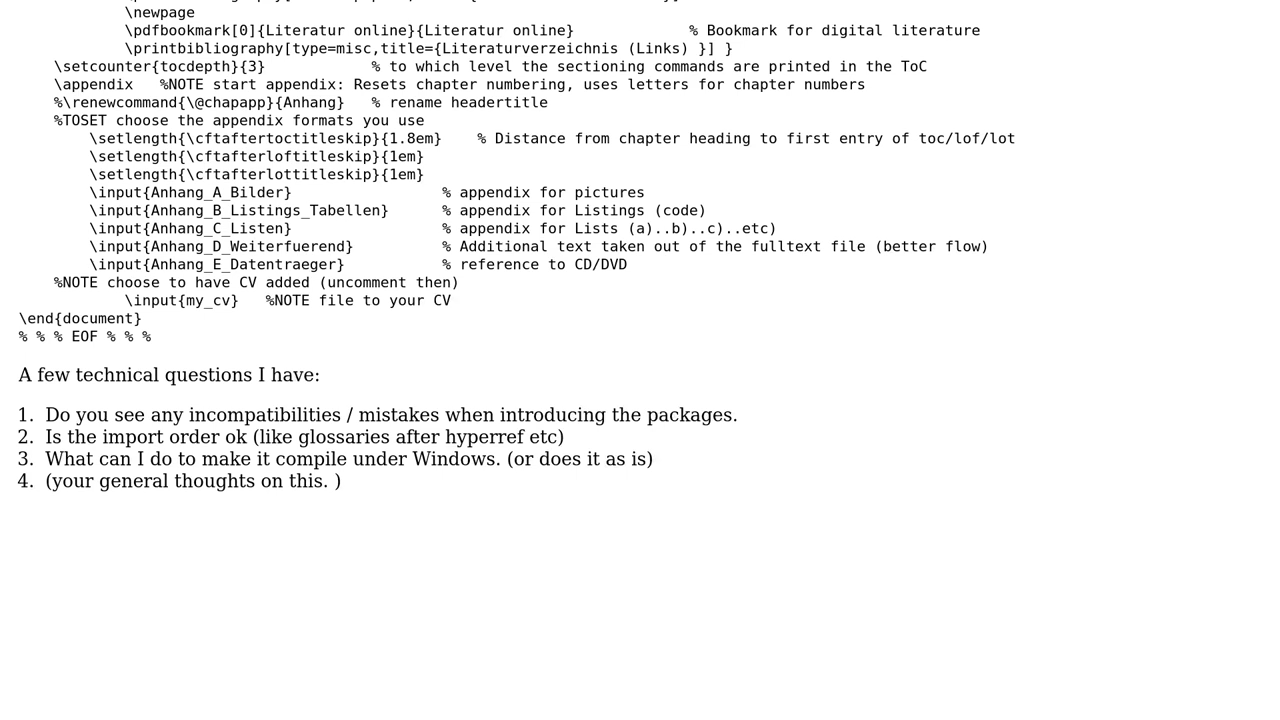 \newpage
\pdfbookmark[0]{Literatur online}{Literatur online} % Bookmark for digital literature
\printbibliography[type=misc,title={Literaturverzeichnis (Links) }] }
\setcounter{tocdepth}{3} % to which level the sectioning commands are printed in the ToC
\appendix %NOTE start appendix: Resets chapter numbering, uses letters for chapter numbers
%\renewcommand{\@chapapp}{Anhang} % rename headertitle
%TOSET choose the appendix formats you use
\setlength{\cftaftertoctitleskip}{1.8em} % Distance from chapter heading to first entry of toc/lof/lot
\setlength{\cftafterloftitleskip}{1em}
\setlength{\cftafterlottitleskip}{1em}
\input{Anhang_A_Bilder} % appendix for pictures
\input{Anhang_B_Listings_Tabellen} % appendix for Listings (code)
\input{Anhang_C_Listen} % appendix for Lists (a)..b)..c)..etc)
\input{Anhang_D_Weiterfuerend} % Additional text taken out of the fulltext file (better flow)
\input{Anhang_E_Datentraeger} % reference to CD/DVD
%NOTE choose to have CV added (uncomment then)
\input{my_cv} %NOTE file to your CV
\end{document}
% % % EOF % % %
A few technical questions I have:
1. Do you see any incompatibilities / mistakes when introducing the packages.
2. Is the import order ok (like glossaries after hyperref etc)
3. What can I do to make it compile under Windows. (or does it as is)
4. (your general thoughts on this. )